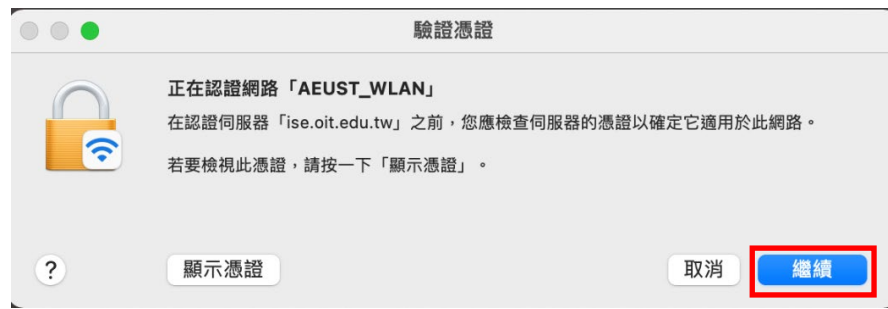 驗證憑證
正在認證網路「AEUST_WLAN」
在認證伺服器「ise.oit.edu.tw」之前，您應檢查伺服器的憑證以確定它適用於此網路。
若要檢視此憑證，請按一下「顯示憑證」。
? 顯示憑證 取消 繼續